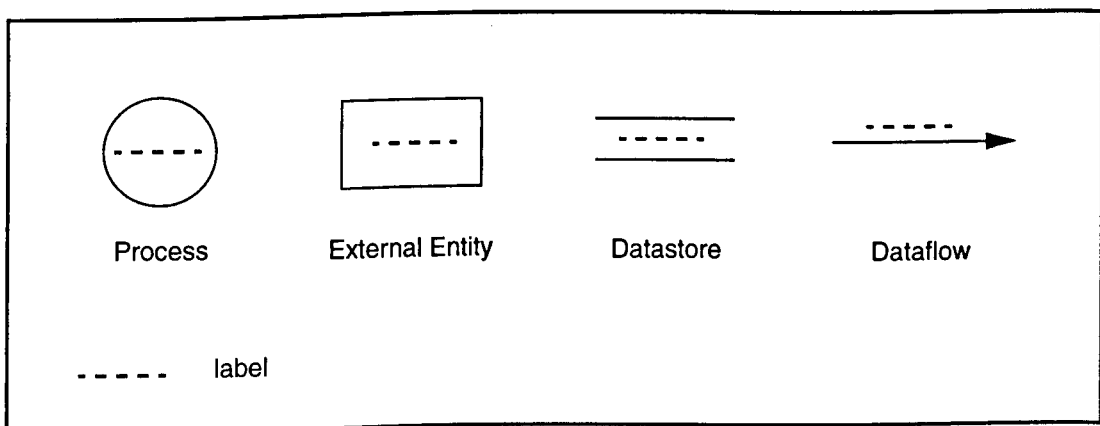 Process
External Entity
Datastore
Dataflow
label